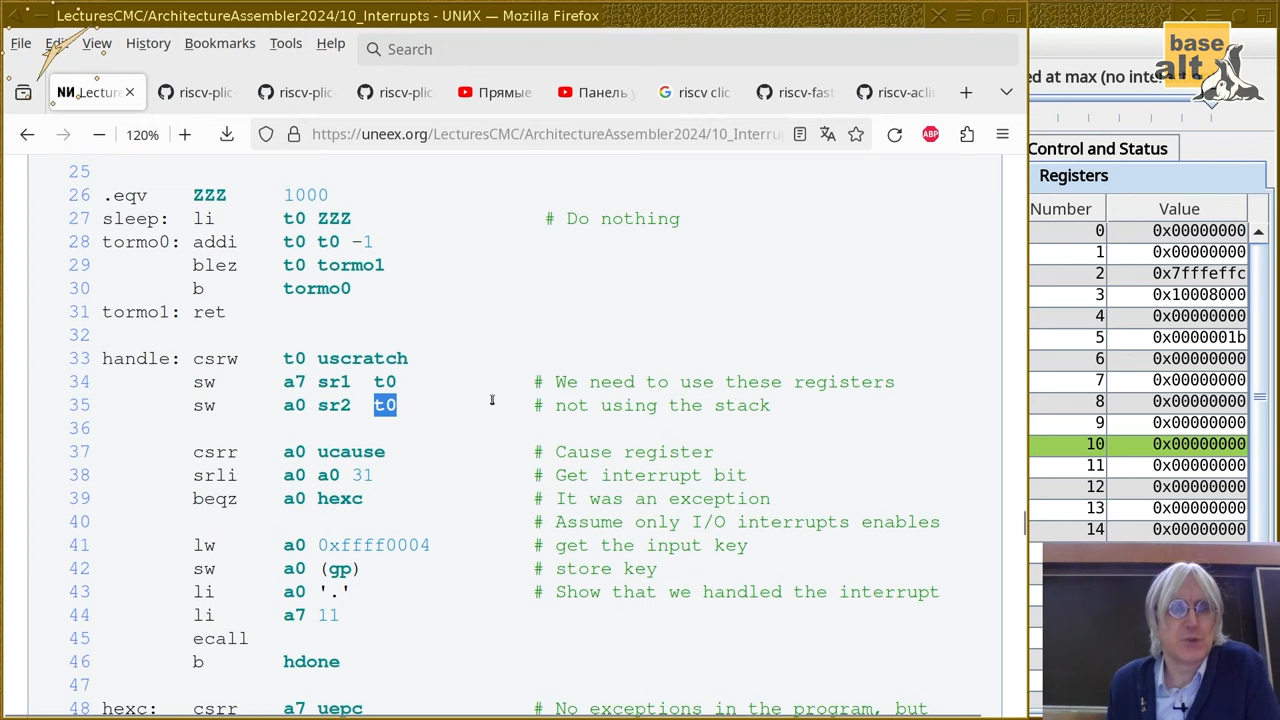 LecturesCMC/ArchitectureAssembler2024/10_Interrupts - UNИX — Mozilla Firefox
File Edit View History Bookmarks Tools Help
Search
base alt
ed at max (no inte
Lecture riscv-plic riscv-plic riscv-plic Прямые Панель у riscv clic riscv-fast riscv-aclin
120% https://uneex.org/LecturesCMC/ArchitectureAssembler2024/10_Interru ABP
Control and Status
Registers
Number Value
0 0x00000000
1 0x00000000
2 0x7fffeffc
3 0x10008000
4 0x00000000
5 0x0000001b
6 0x00000000
7 0x00000000
8 0x00000000
9 0x00000000
10 0x00000000
11 0x00000000
12 0x00000000
13 0x00000000
14 0x00000000
25
26 .eqv ZZZ 1000
27 sleep: li t0 ZZZ # Do nothing
28 tormo0: addi t0 t0 -1
29 blez t0 tormo1
30 b tormo0
31 tormo1: ret
32
33 handle: csrw t0 uscratch
34 sw a7 sr1 t0 # We need to use these registers
35 sw a0 sr2 t0 # not using the stack
36
37 csrr a0 ucause # Cause register
38 srli a0 a0 31 # Get interrupt bit
39 beqz a0 hexc # It was an exception
40 # Assume only I/O interrupts enables
41 lw a0 0xffff0004 # get the input key
42 sw a0 (gp) # store key
43 li a0 '.' # Show that we handled the interrupt
44 li a7 11
45 ecall
46 b hdone
47
48 hexc: csrr a7 uepc # No exceptions in the program, but